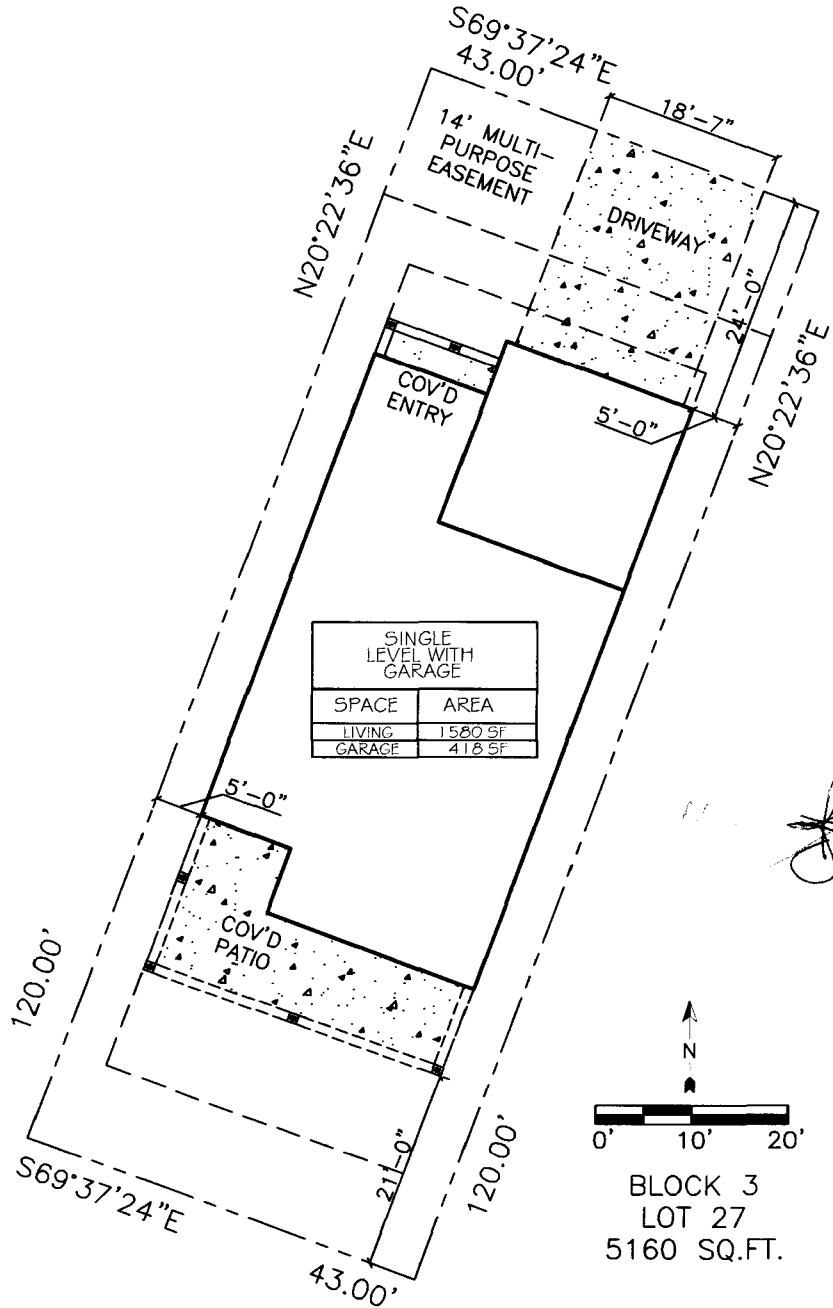 S69°37'24"E
43.00'
18'-7"
14' MULTI-
PURPOSE
EASEMENT
N20°22'36"E
DRIVEWAY
24'-0"
N20°22'36"E
COV'D
ENTRY
5'-0"
SINGLE
LEVEL WITH
GARAGE
SPACE AREA
LIVING 1580 SF
GARAGE 418 SF
5'-0"
COV'D
PATIO
120.00'
N
0' 10' 20'
120.00'
21'-0"
S69°37'24"E
43.00'
BLOCK 3
LOT 27
5160 SQ.FT.